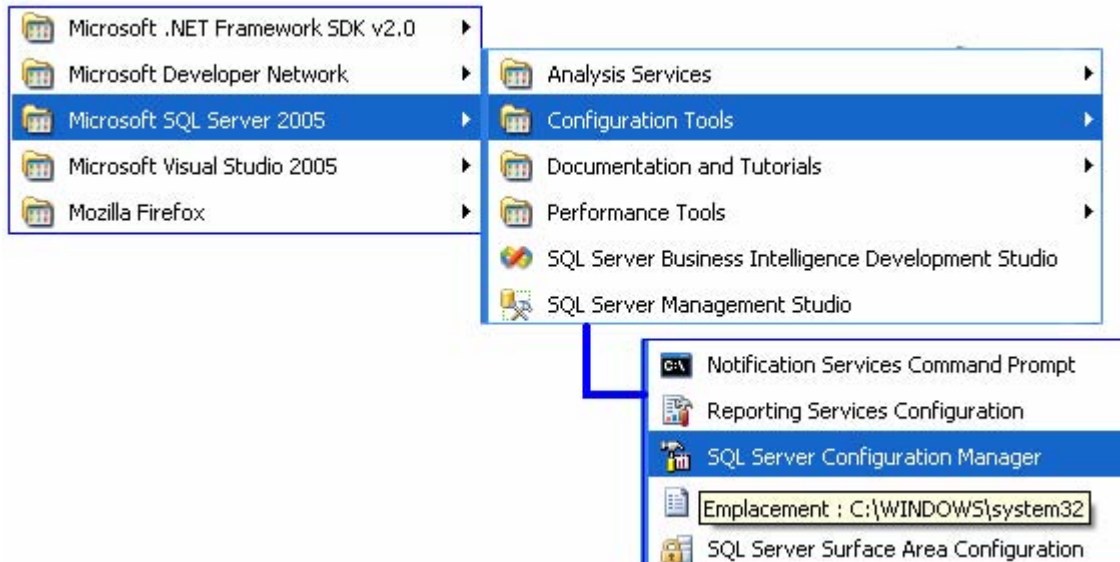 Microsoft .NET Framework SDK v2.0
Microsoft Developer Network
Microsoft SQL Server 2005
Microsoft Visual Studio 2005
Mozilla Firefox
Analysis Services
Configuration Tools
Documentation and Tutorials
Performance Tools
SQL Server Business Intelligence Development Studio
SQL Server Management Studio
Notification Services Command Prompt
Reporting Services Configuration
SQL Server Configuration Manager
Emplacement : C:\WINDOWS\system32
SQL Server Surface Area Configuration